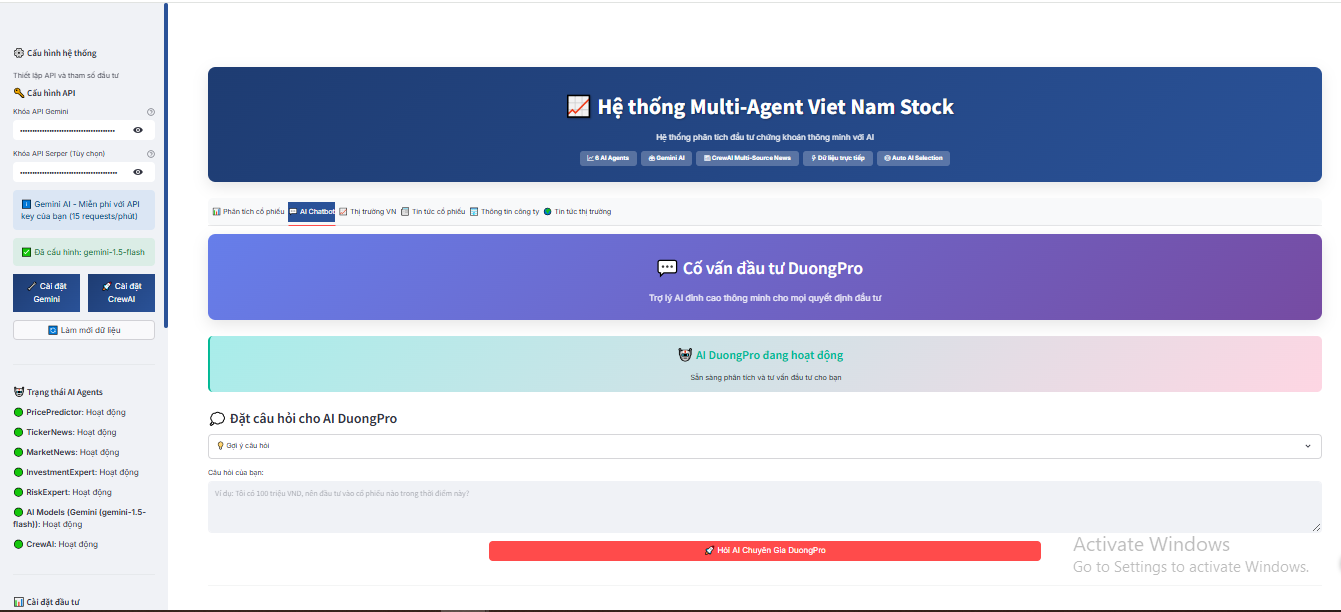 Cấu hình hệ thống
Thiết lập API và tham số đầu tư
Cấu hình API
Khóa API Gemini
Khóa API Serper (Tùy chọn)
Gemini AI - Miễn phí với API
key của bạn (15 requests/phút)
Đã cấu hình: gemini-1.5-flash
Cài đặt
Gemini
Cài đặt
CrewAI
Làm mới dữ liệu
Trạng thái AI Agents
PricePredictor: Hoạt động
TickerNews: Hoạt động
MarketNews: Hoạt động
InvestmentExpert: Hoạt động
RiskExpert: Hoạt động
AI Models (Gemini (gemini-1.5-
flash)): Hoạt động
CrewAI: Hoạt động
Cài đặt đầu tư
Hệ thống Multi-Agent Viet Nam Stock
Hệ thống phân tích đầu tư chứng khoán thông minh với AI
6 AI Agents
Gemini AI
CrewAI Multi-Source News
Dữ liệu trực tiếp
Auto AI Selection
Phân tích cổ phiếu
AI Chatbot
Thị trường VN
Tin tức cổ phiếu
Thông tin công ty
Tin tức thị trường
Cố vấn đầu tư DuongPro
Trợ lý AI đỉnh cao thông minh cho mọi quyết định đầu tư
AI DuongPro đang hoạt động
Sẵn sàng phân tích và tư vấn đầu tư cho bạn
Đặt câu hỏi cho AI DuongPro
Gợi ý câu hỏi
Câu hỏi của bạn:
Ví dụ: Tôi có 100 triệu VND, nên đầu tư vào cổ phiếu nào trong thời điểm này?
Hỏi AI Chuyên Gia DuongPro
Activate Windows
Go to Settings to activate Windows.